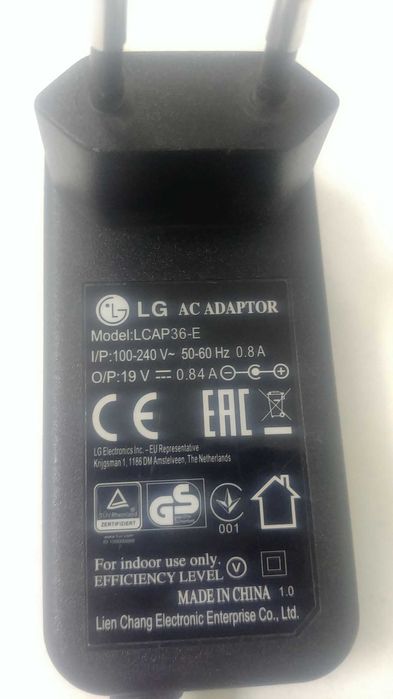 LG AC ADAPTOR
Model:LCAP36-E
I/P:100-240 V~ 50-60 Hz 0.8 A
O/P:19 V ⎓ 0.84 A
CE EAC
LG Electronics Inc. – EU Representative
Krijgsman 1, 1186 DM Amstelveen, The Netherlands
TÜVRheinland
ZERTIFIZIERT
GS
001
For indoor use only.
EFFICIENCY LEVEL V
MADE IN CHINA 1.0
Lien Chang Electronic Enterprise Co., Ltd.